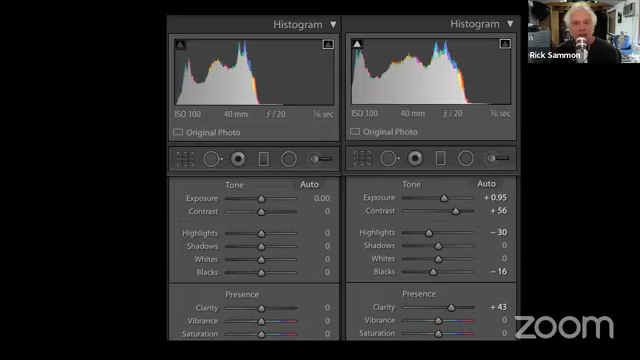 Histogram ▼
ISO 100 40 mm f / 20 ⅙ sec
Original Photo
Tone Auto
Exposure 0.00
Contrast 0
Highlights 0
Shadows 0
Whites 0
Blacks 0
Presence
Clarity 0
Vibrance 0
Saturation 0
Histogram ▼
ISO 100 40 mm f / 20 ⅙ sec
Original Photo
Tone Auto
Exposure + 0.95
Contrast + 56
Highlights − 30
Shadows 0
Whites 0
Blacks − 16
Presence
Clarity + 43
Vibrance 0
Saturation 0
Rick Sammon
zoom